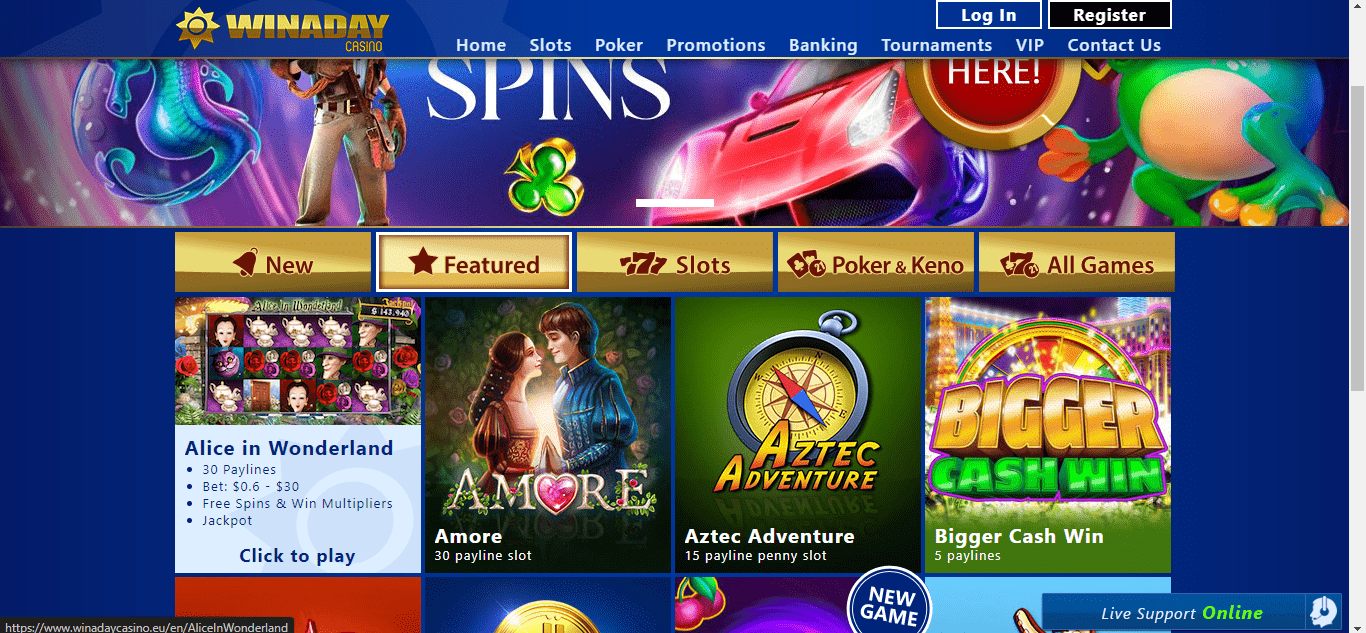 WINADAY
CASINO
Log In
Register
Home Slots Poker Promotions Banking Tournaments VIP Contact Us
SPINS
HERE!
New
Featured
777 Slots
Poker & Keno
All Games
Alice in Wonderland
Jackpot
$ 143,940
Alice in Wonderland
30 Paylines
Bet: $0.6 - $30
Free Spins & Win Multipliers
Jackpot
Click to play
AMORE
Amore
30 payline slot
N
E
AZTEC
ADVENTURE
Aztec Adventure
15 payline penny slot
BIGGER
CASH WIN
Bigger Cash Win
5 paylines
NEW
GAME
Live Support Online
https://www.winadaycasino.eu/en/AliceInWonderland